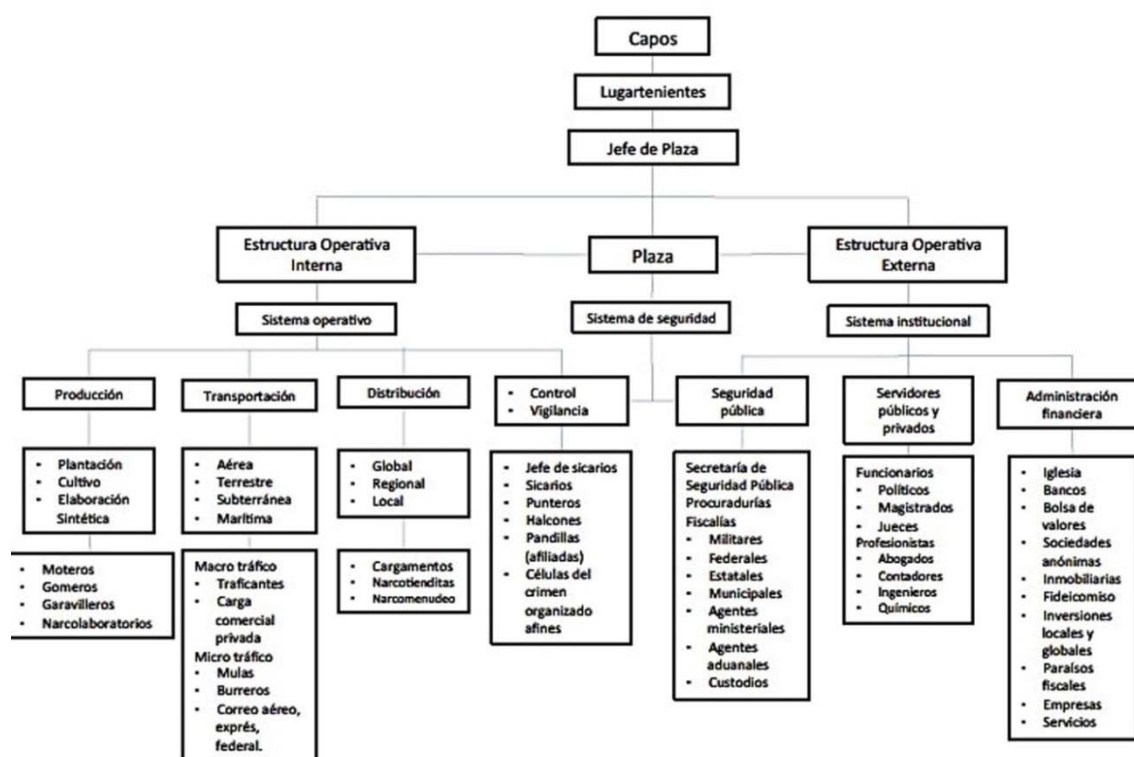 Capos
Lugartenientes
Jefe de Plaza
Estructura Operativa
Interna
Plaza
Estructura Operativa
Externa
Sistema operativo
Sistema de seguridad
Sistema institucional
Producción
Transportación
Distribución
▪ Control
▪ Vigilancia
Seguridad
pública
Servidores
públicos y
privados
Administración
financiera
▪ Plantación
▪ Cultivo
▪ Elaboración
Sintética
▪ Moteros
▪ Gomeros
▪ Garavilleros
▪ Narcolaboratorios
▪ Aérea
▪ Terrestre
▪ Subterránea
▪ Marítima
Macro tráfico
▪ Traficantes
▪ Carga
comercial
privada
Micro tráfico
▪ Mulas
▪ Burreros
▪ Correo aéreo,
exprés,
federal.
▪ Global
▪ Regional
▪ Local
▪ Cargamentos
▪ Narcotienditas
▪ Narcomenudeo
▪ Jefe de sicarios
▪ Sicarios
▪ Punteros
▪ Halcones
▪ Pandillas
(afiliadas)
▪ Células del
crimen
organizado
afines
Secretaría de
Seguridad Pública
Procuradurías
Fiscalías
▪ Militares
▪ Federales
▪ Estatales
▪ Municipales
▪ Agentes
ministeriales
▪ Agentes
aduanales
▪ Custodios
Funcionarios
▪ Políticos
▪ Magistrados
▪ Jueces
Profesionistas
▪ Abogados
▪ Contadores
▪ Ingenieros
▪ Químicos
▪ Iglesia
▪ Bancos
▪ Bolsa de
valores
▪ Sociedades
anónimas
▪ Inmobiliarias
▪ Fideicomiso
▪ Inversiones
locales y
globales
▪ Paraísos
fiscales
▪ Empresas
▪ Servicios